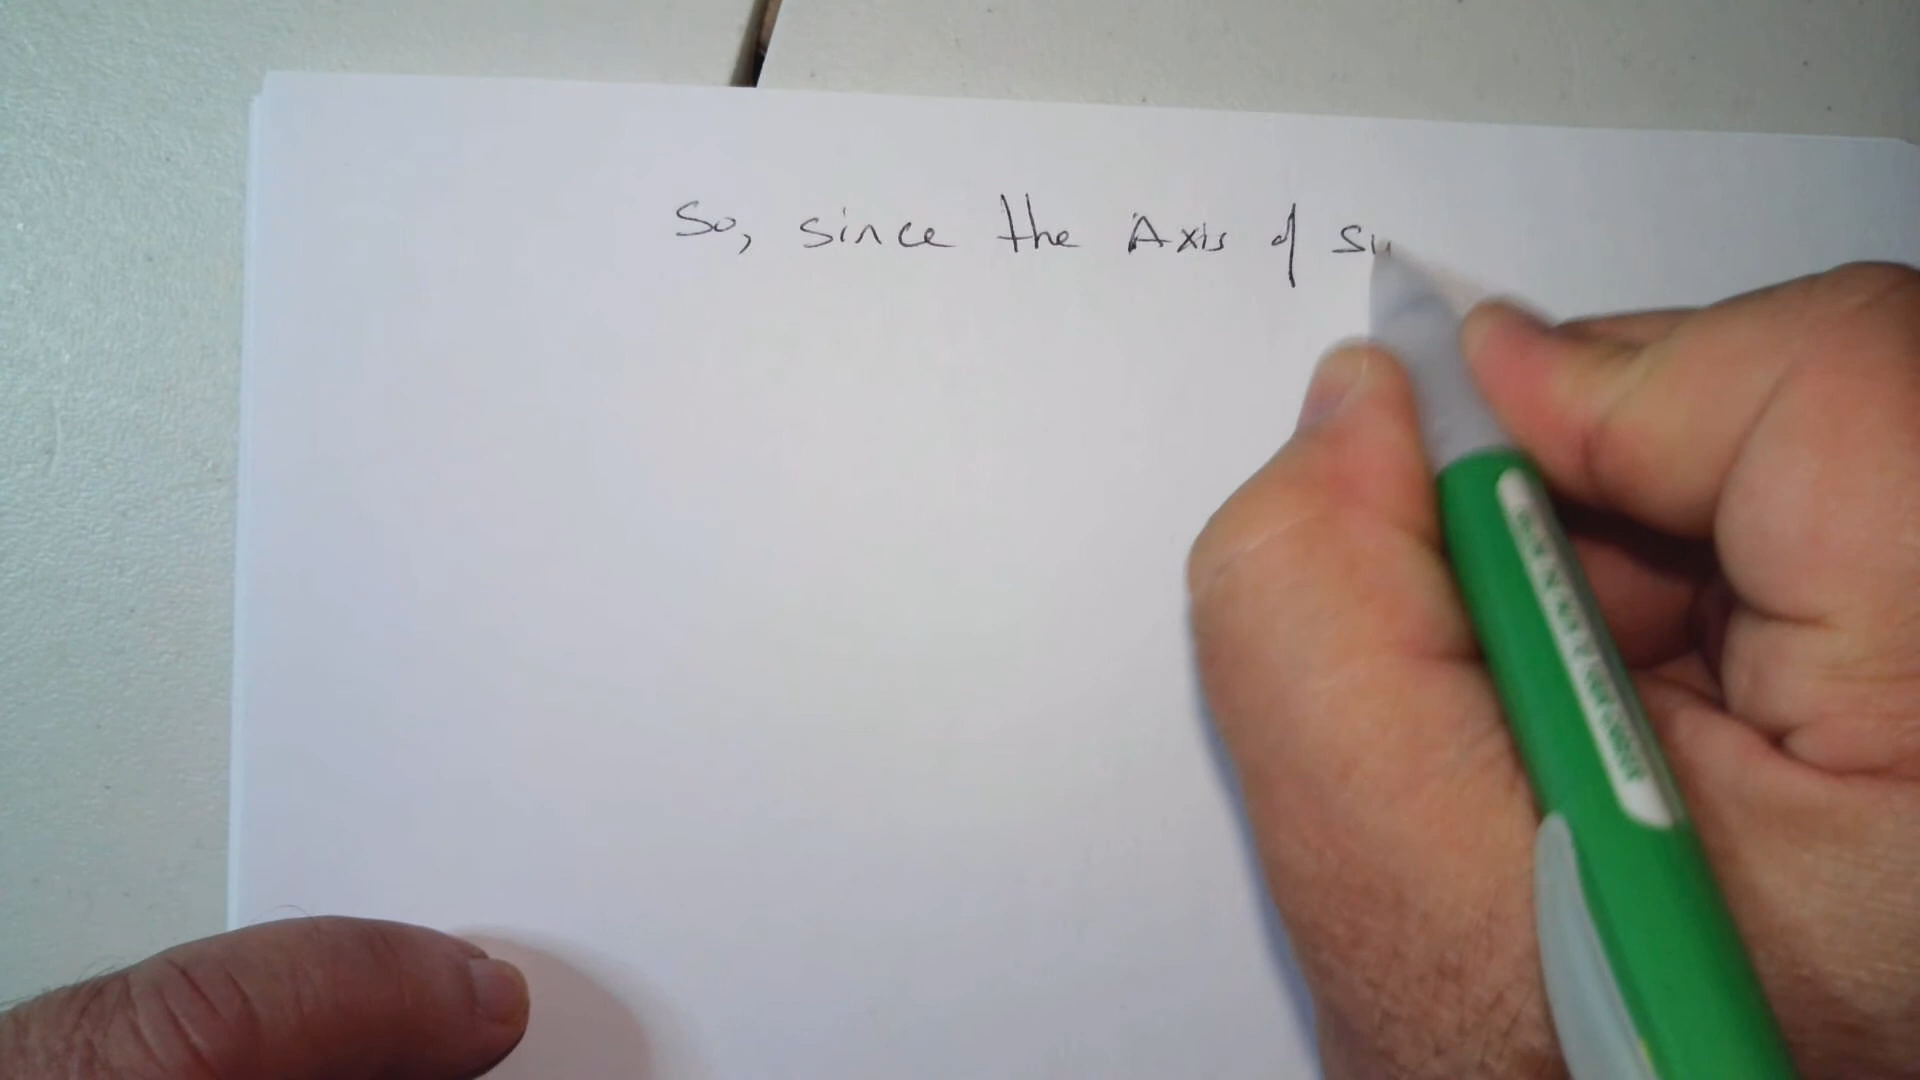 So, since the Axis of